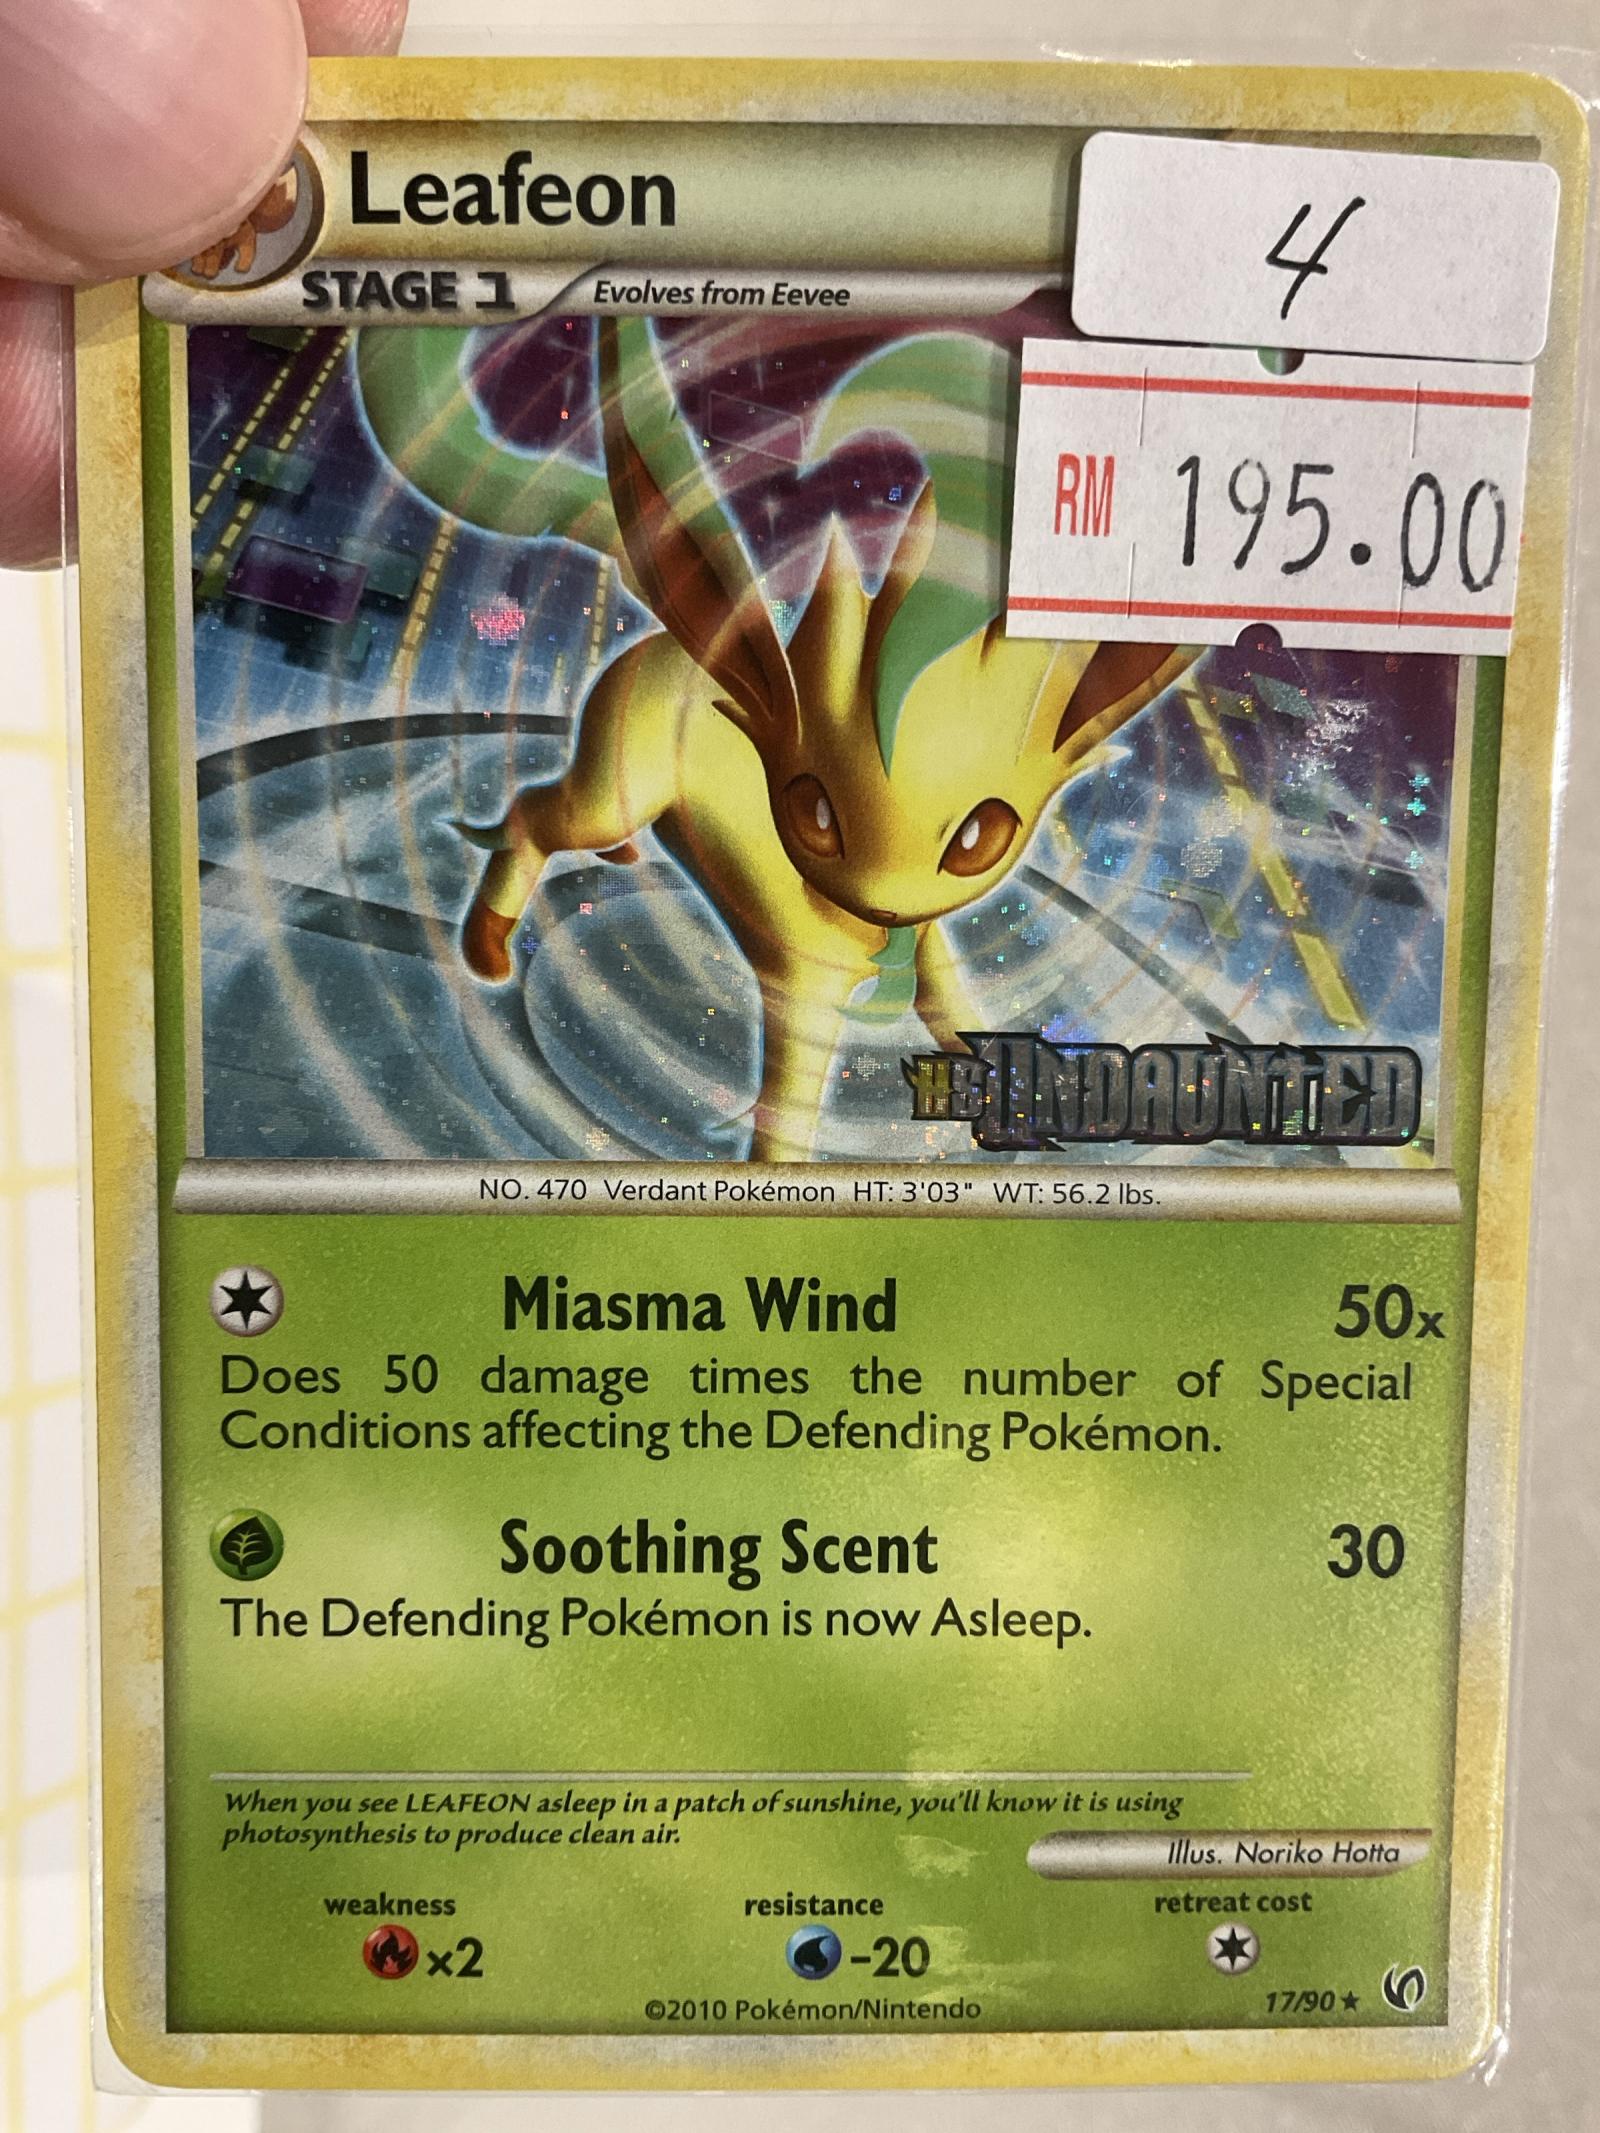 Leafeon
4
STAGE 1
Evolves from Eevee
RM 195.00
HS UNDAUNTED
NO. 470 Verdant Pokémon HT: 3'03" WT: 56.2 lbs.
Miasma Wind 50x
Does 50 damage times the number of Special
Conditions affecting the Defending Pokémon.
Soothing Scent 30
The Defending Pokémon is now Asleep.
When you see LEAFEON asleep in a patch of sunshine, you'll know it is using
photosynthesis to produce clean air.
Illus. Noriko Hotta
weakness resistance retreat cost
x2 -20
©2010 Pokémon/Nintendo 17/90